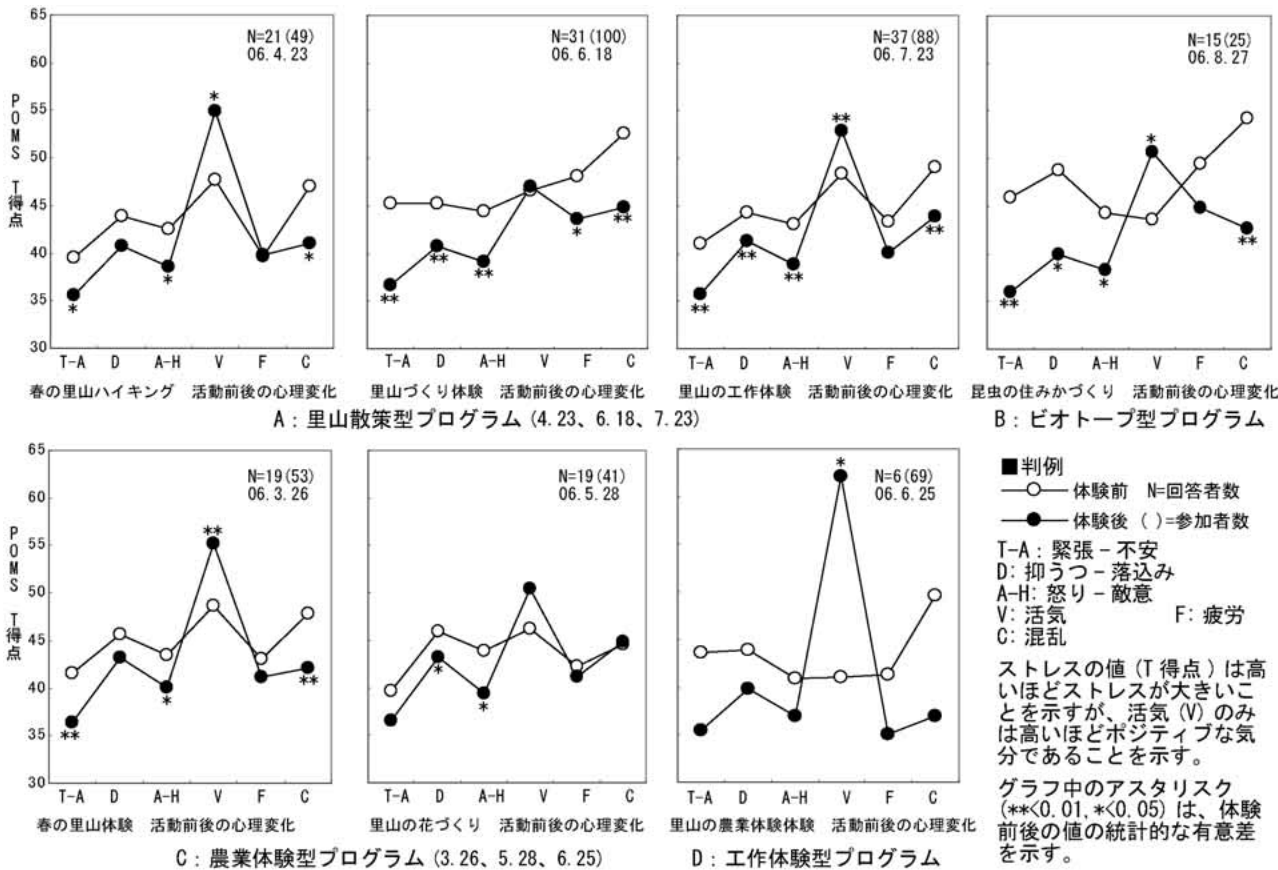 65
60
55
50
45
40
35
30
POMS T得点
N=21(49)
06.4.23
*
*
*
*
T-A D A-H V F C
春の里山ハイキング 活動前後の心理変化
N=31(100)
06.6.18
**
**
**
*
**
T-A D A-H V F C
里山づくり体験 活動前後の心理変化
N=37(88)
06.7.23
**
**
**
**
**
T-A D A-H V F C
里山の工作体験 活動前後の心理変化
A:里山散策型プログラム(4.23、6.18、7.23)
N=15(25)
06.8.27
**
*
*
*
**
T-A D A-H V F C
昆虫の住みかづくり 活動前後の心理変化
B:ビオトープ型プログラム
65
60
55
50
45
40
35
30
POMS T得点
N=19(53)
06.3.26
**
*
**
**
T-A D A-H V F C
春の里山体験 活動前後の心理変化
N=19(41)
06.5.28
*
*
T-A D A-H V F C
里山の花づくり 活動前後の心理変化
N=6(69)
06.6.25
*
T-A D A-H V F C
里山の農業体験体験 活動前後の心理変化
C:農業体験型プログラム(3.26、5.28、6.25)
D:工作体験型プログラム
■判例
体験前 N=回答者数
体験後 ( )=参加者数
T-A:緊張-不安
D:抑うつ-落込み
A-H:怒り-敵意
V:活気 F:疲労
C:混乱
ストレスの値(T得点)は高
いほどストレスが大きいこ
とを示すが、活気(V)のみ
は高いほどポジティブな気
分であることを示す。
グラフ中のアスタリスク
(**<0.01,*<0.05)は、体験
前後の値の統計的な有意差
を示す。